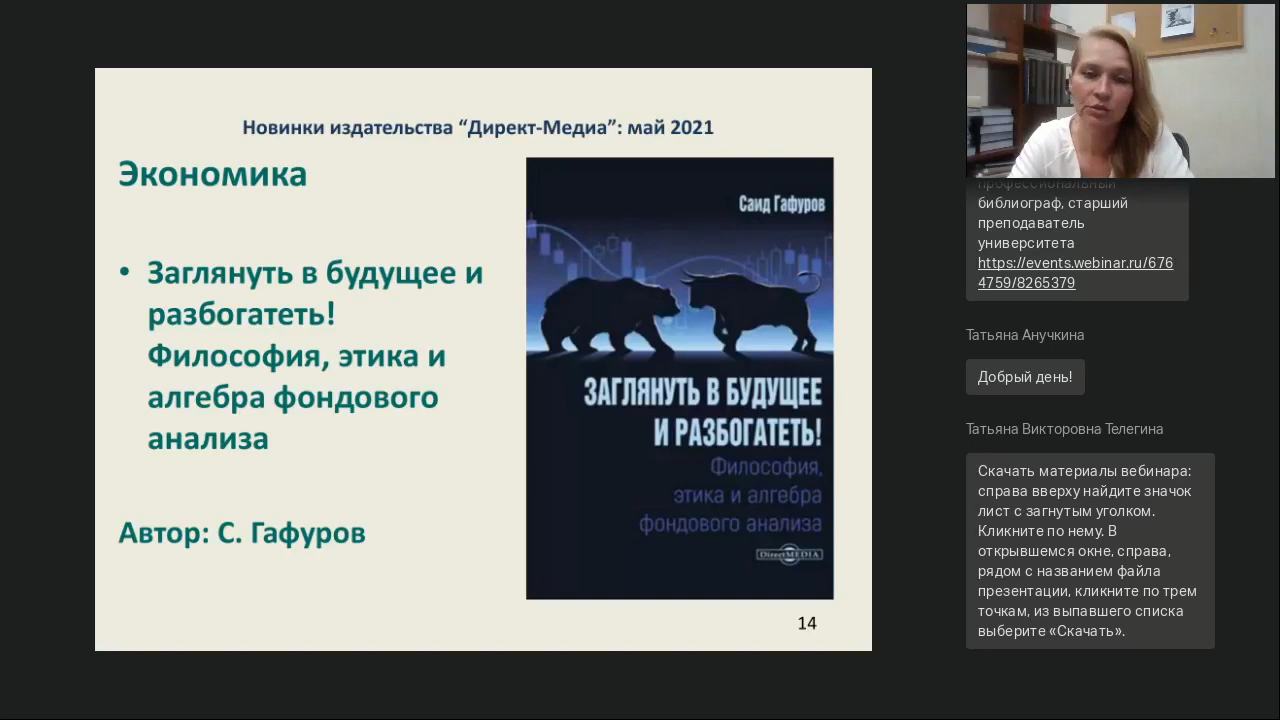 Новинки издательства “Директ-Медиа”: май 2021
Экономика
• Заглянуть в будущее и
разбогатеть!
Философия, этика и
алгебра фондового
анализа
Автор: С. Гафуров
Саид Гафуров
ЗАГЛЯНУТЬ В БУДУЩЕЕ
И РАЗБОГАТЕТЬ!
Философия,
этика и алгебра
фондового анализа
DirectMEDIA
14
профессиональный
библиограф, старший
преподаватель
университета
https://events.webinar.ru/676
4759/8265379
Татьяна Анучкина
Добрый день!
Татьяна Викторовна Телегина
Скачать материалы вебинара:
справа вверху найдите значок
лист с загнутым уголком.
Кликните по нему. В
открывшемся окне, справа,
рядом с названием файла
презентации, кликните по трем
точкам, из выпавшего списка
выберите «Скачать».